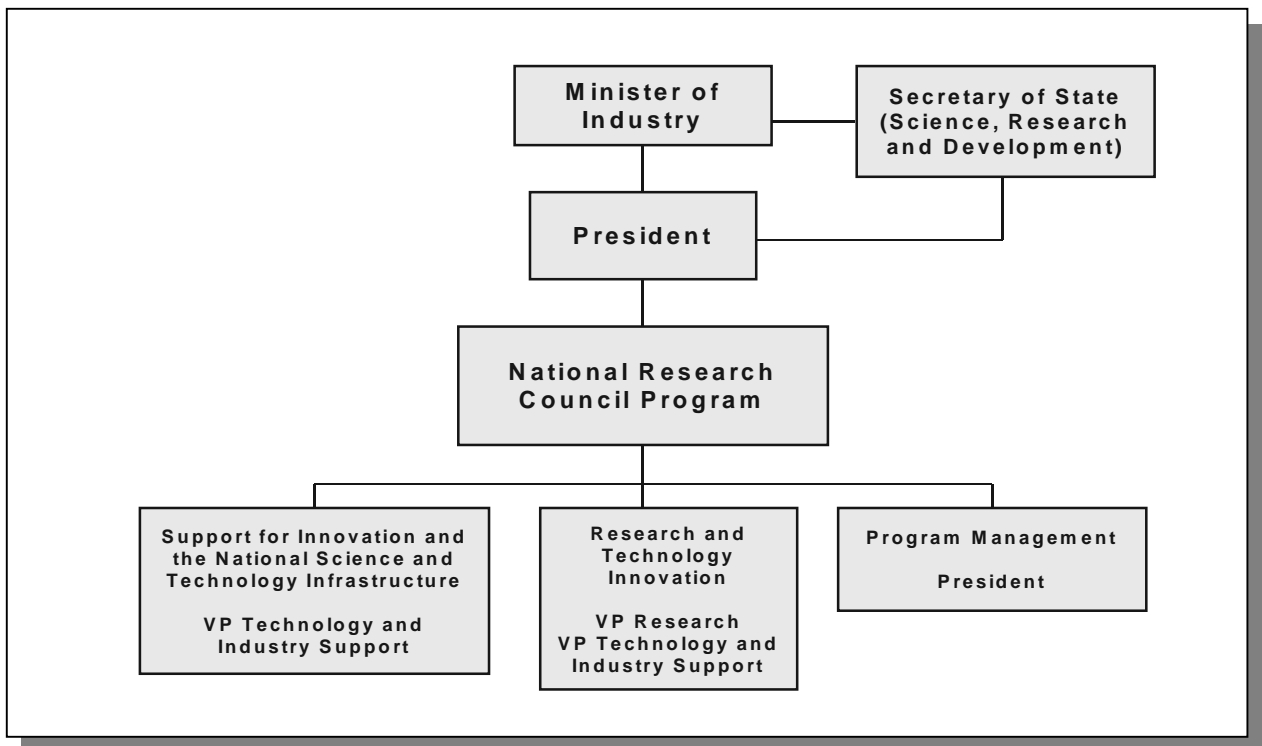 Minister of
Industry
Secretary of State
(Science, Research
and Development)
President
National Research
Council Program
Support for Innovation and
the National Science and
Technology Infrastructure
VP Technology and
Industry Support
Research and
Technology
Innovation
VP Research
VP Technology and
Industry Support
Program Management
President